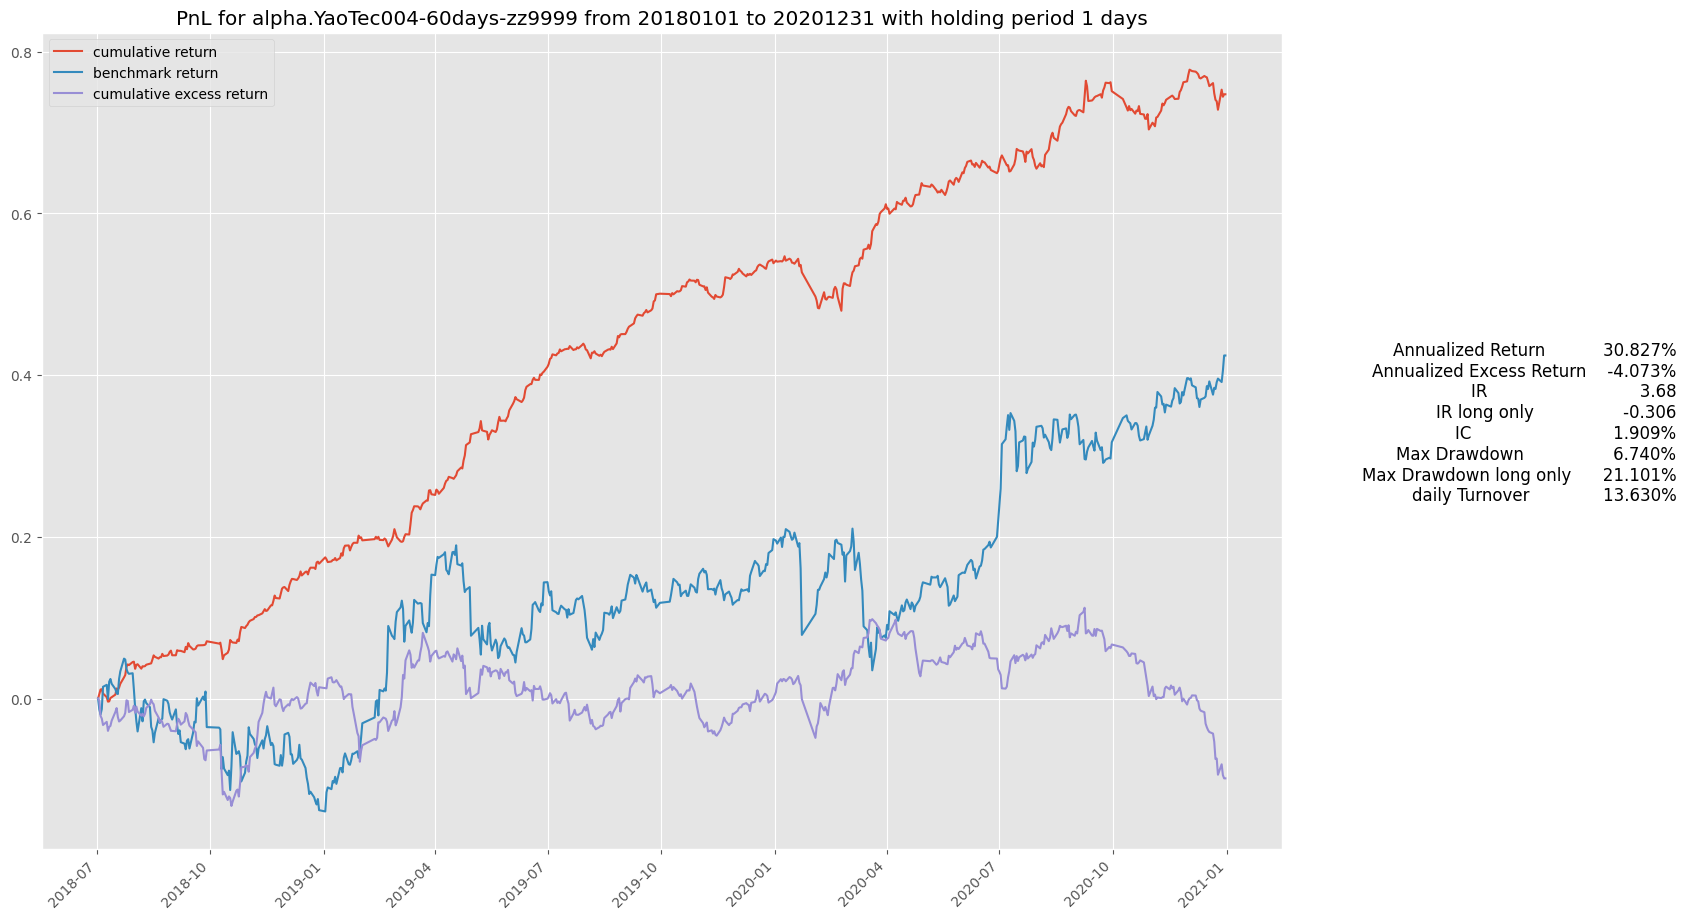 PnL for alpha.YaoTec004-60days-zz9999 from 20180101 to 20201231 with holding period 1 days
cumulative return
benchmark return
cumulative excess return
0.8
0.6
0.4
0.2
0.0
2018-07
2018-10
2019-01
2019-04
2019-07
2019-10
2020-01
2020-04
2020-07
2020-10
2021-01
Annualized Return 30.827%
Annualized Excess Return -4.073%
IR 3.68
IR long only -0.306
IC 1.909%
Max Drawdown 6.740%
Max Drawdown long only 21.101%
daily Turnover 13.630%